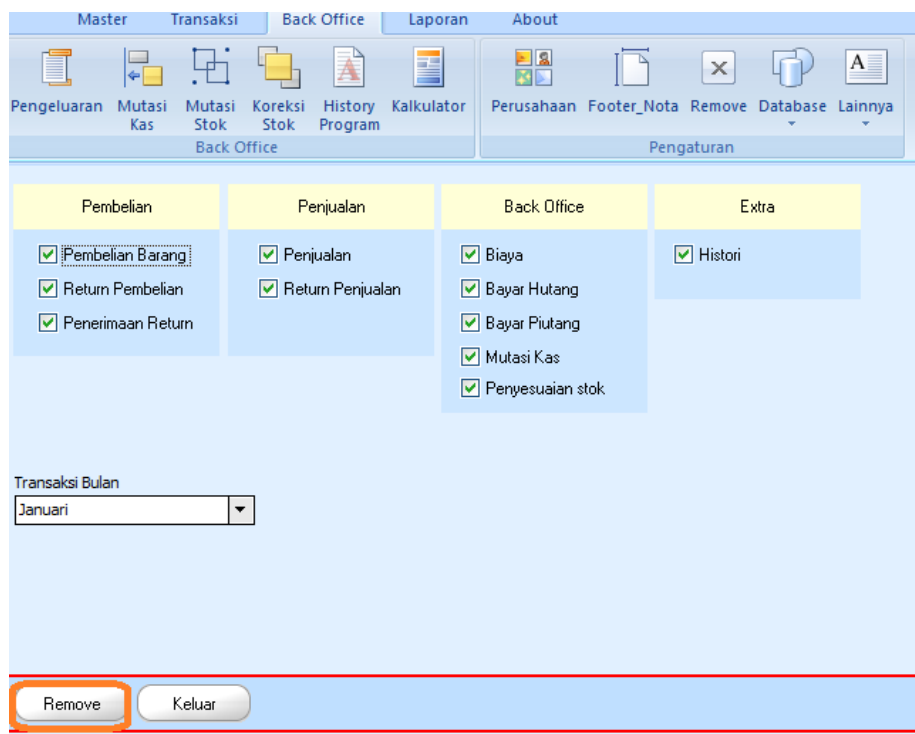 Master Transaksi Back Office Laporan About
Pengeluaran Mutasi Kas Mutasi Stok Koreksi Stok History Program Kalkulator Perusahaan Footer_Nota Remove Database Lainnya
Back Office Pengaturan
Pembelian Penjualan Back Office Extra
Pembelian Barang Penjualan Biaya Histori
Return Pembelian Return Penjualan Bayar Hutang
Penerimaan Return Bayar Piutang
Mutasi Kas
Penyesuaian stok
Transaksi Bulan
Januari
Remove Keluar